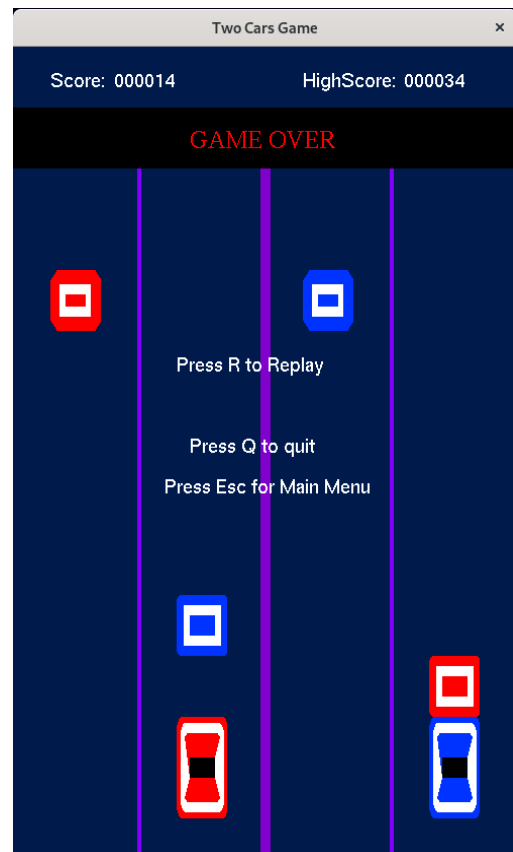 Two Cars Game ×
Score: 000014 HighScore: 000034
GAME OVER
Press R to Replay
Press Q to quit
Press Esc for Main Menu